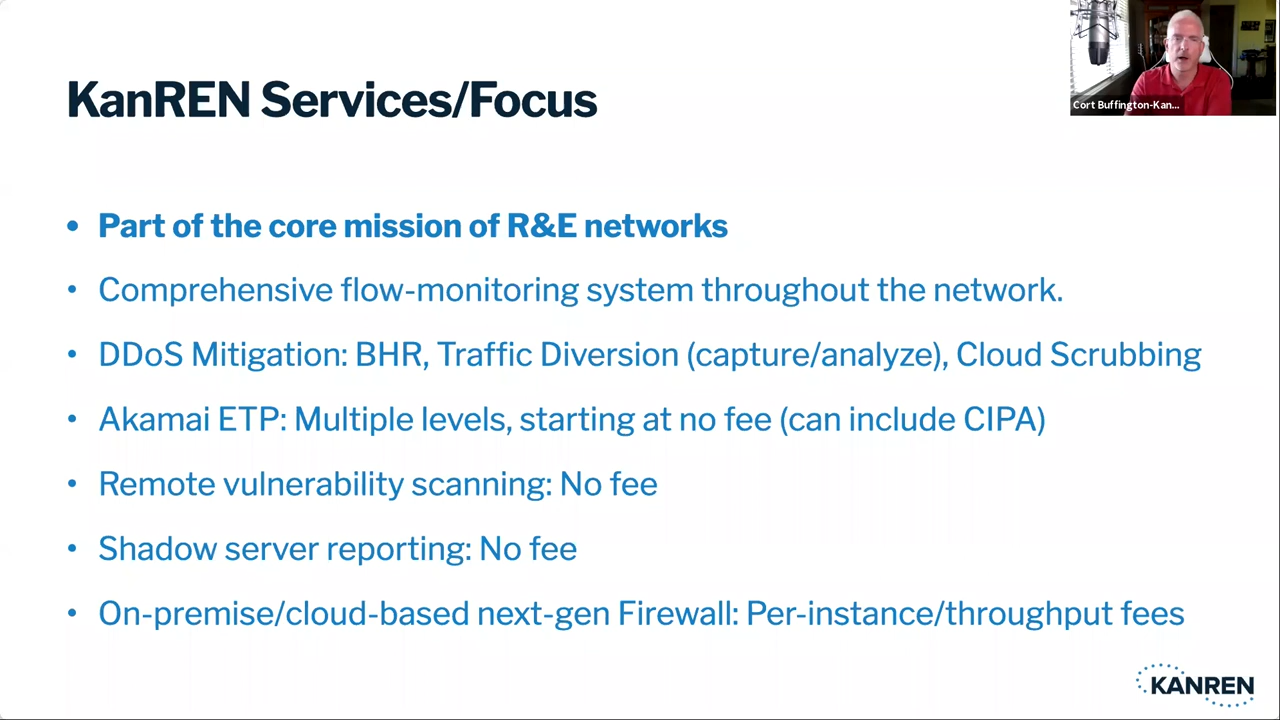 KanREN Services/Focus
Cort Buffington-Kan...
• Part of the core mission of R&E networks
• Comprehensive flow-monitoring system throughout the network.
• DDoS Mitigation: BHR, Traffic Diversion (capture/analyze), Cloud Scrubbing
• Akamai ETP: Multiple levels, starting at no fee (can include CIPA)
• Remote vulnerability scanning: No fee
• Shadow server reporting: No fee
• On-premise/cloud-based next-gen Firewall: Per-instance/throughput fees
KANREN